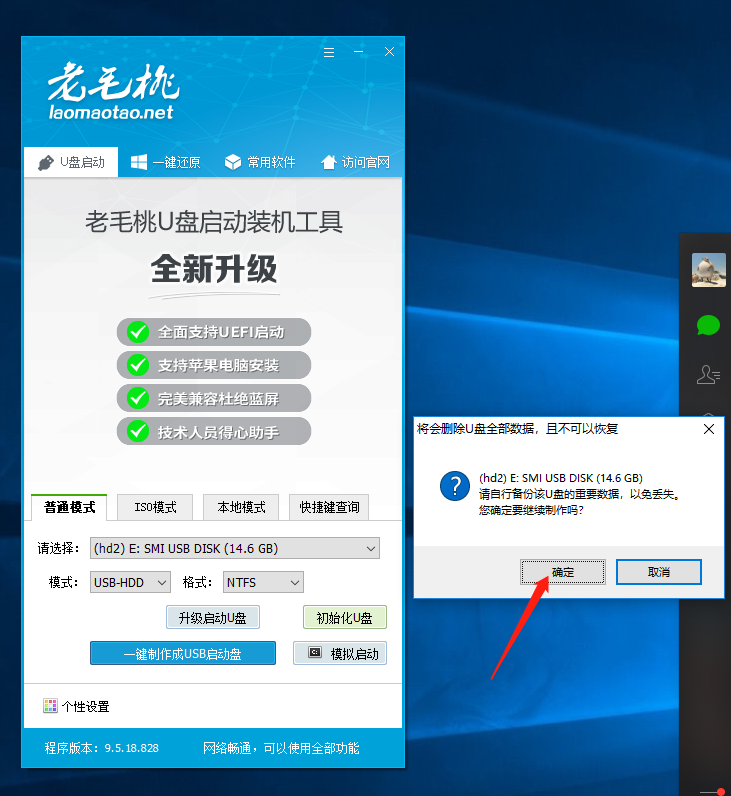 老毛桃
laomaotao.net
U盘启动
一键还原
常用软件
访问官网
老毛桃U盘启动装机工具
全新升级
全面支持UEFI启动
支持苹果电脑安装
完美兼容杜绝蓝屏
技术人员得心助手
普通模式
ISO模式
本地模式
快捷键查询
请选择：
(hd2) E: SMI USB DISK (14.6 GB)
模式：
USB-HDD
格式：
NTFS
升级启动U盘
初始化U盘
一键制作成USB启动盘
模拟启动
个性设置
程序版本：9.5.18.828
网络畅通，可以使用全部功能
将会删除U盘全部数据，且不可以恢复
(hd2) E: SMI USB DISK (14.6 GB)
请自行备份该U盘的重要数据，以免丢失。
您确定要继续制作吗?
确定
取消